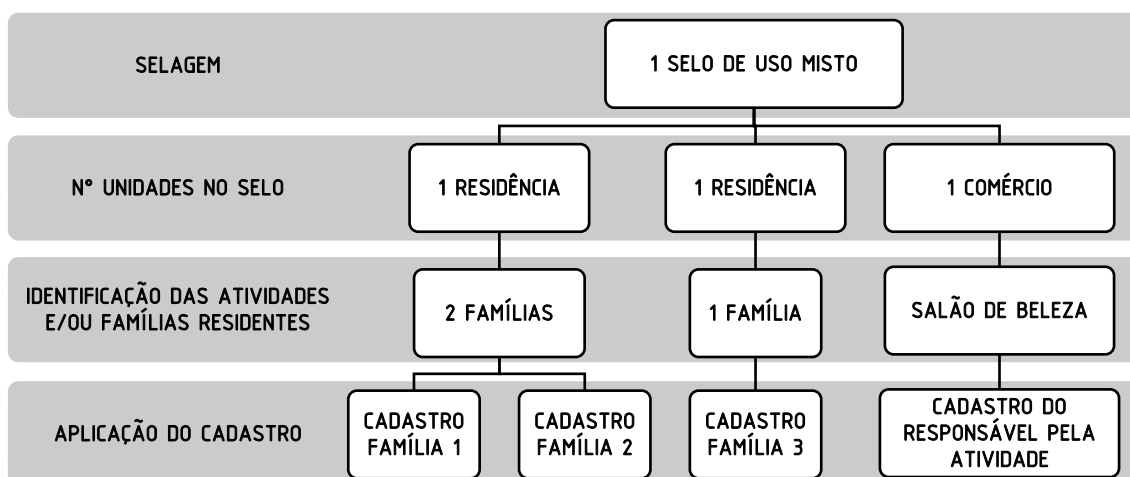 SELAGEM
1 SELO DE USO MISTO
Nº UNIDADES NO SELO
1 RESIDÊNCIA
1 RESIDÊNCIA
1 COMÉRCIO
IDENTIFICAÇÃO DAS ATIVIDADES
E/OU FAMÍLIAS RESIDENTES
2 FAMÍLIAS
1 FAMÍLIA
SALÃO DE BELEZA
APLICAÇÃO DO CADASTRO
CADASTRO
FAMÍLIA 1
CADASTRO
FAMÍLIA 2
CADASTRO
FAMÍLIA 3
CADASTRO DO
RESPONSÁVEL PELA
ATIVIDADE